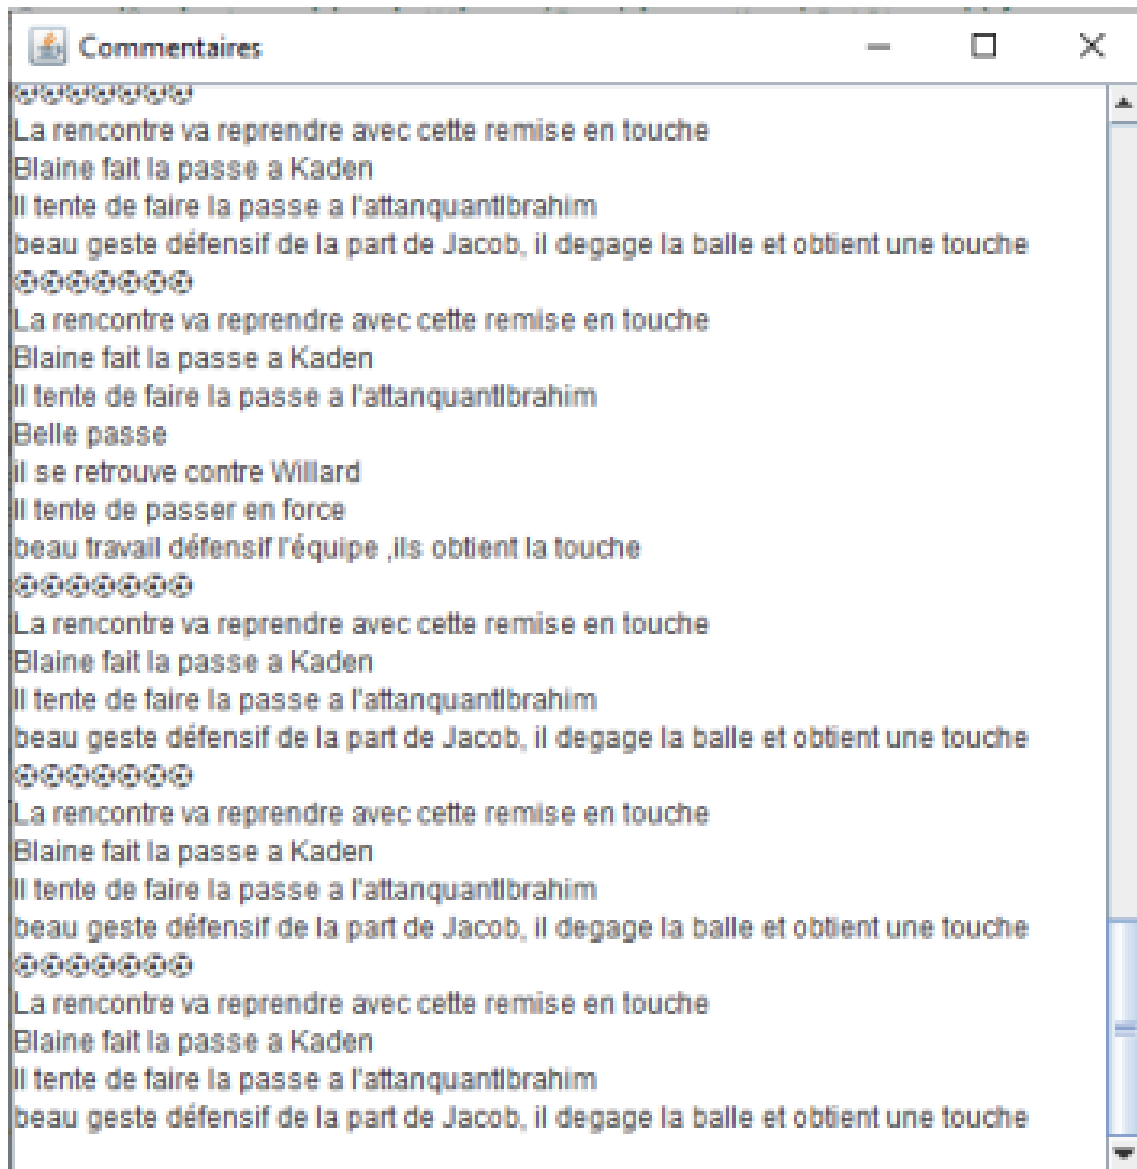 Commentaires
⚽⚽⚽⚽⚽⚽⚽
La rencontre va reprendre avec cette remise en touche
Blaine fait la passe a Kaden
Il tente de faire la passe a l'attanquantIbrahim
beau geste défensif de la part de Jacob, il degage la balle et obtient une touche
⚽⚽⚽⚽⚽⚽⚽
La rencontre va reprendre avec cette remise en touche
Blaine fait la passe a Kaden
Il tente de faire la passe a l'attanquantIbrahim
Belle passe
il se retrouve contre Willard
Il tente de passer en force
beau travail défensif l'équipe ,ils obtient la touche
⚽⚽⚽⚽⚽⚽⚽
La rencontre va reprendre avec cette remise en touche
Blaine fait la passe a Kaden
Il tente de faire la passe a l'attanquantIbrahim
beau geste défensif de la part de Jacob, il degage la balle et obtient une touche
⚽⚽⚽⚽⚽⚽⚽
La rencontre va reprendre avec cette remise en touche
Blaine fait la passe a Kaden
Il tente de faire la passe a l'attanquantIbrahim
beau geste défensif de la part de Jacob, il degage la balle et obtient une touche
⚽⚽⚽⚽⚽⚽⚽
La rencontre va reprendre avec cette remise en touche
Blaine fait la passe a Kaden
Il tente de faire la passe a l'attanquantIbrahim
beau geste défensif de la part de Jacob, il degage la balle et obtient une touche